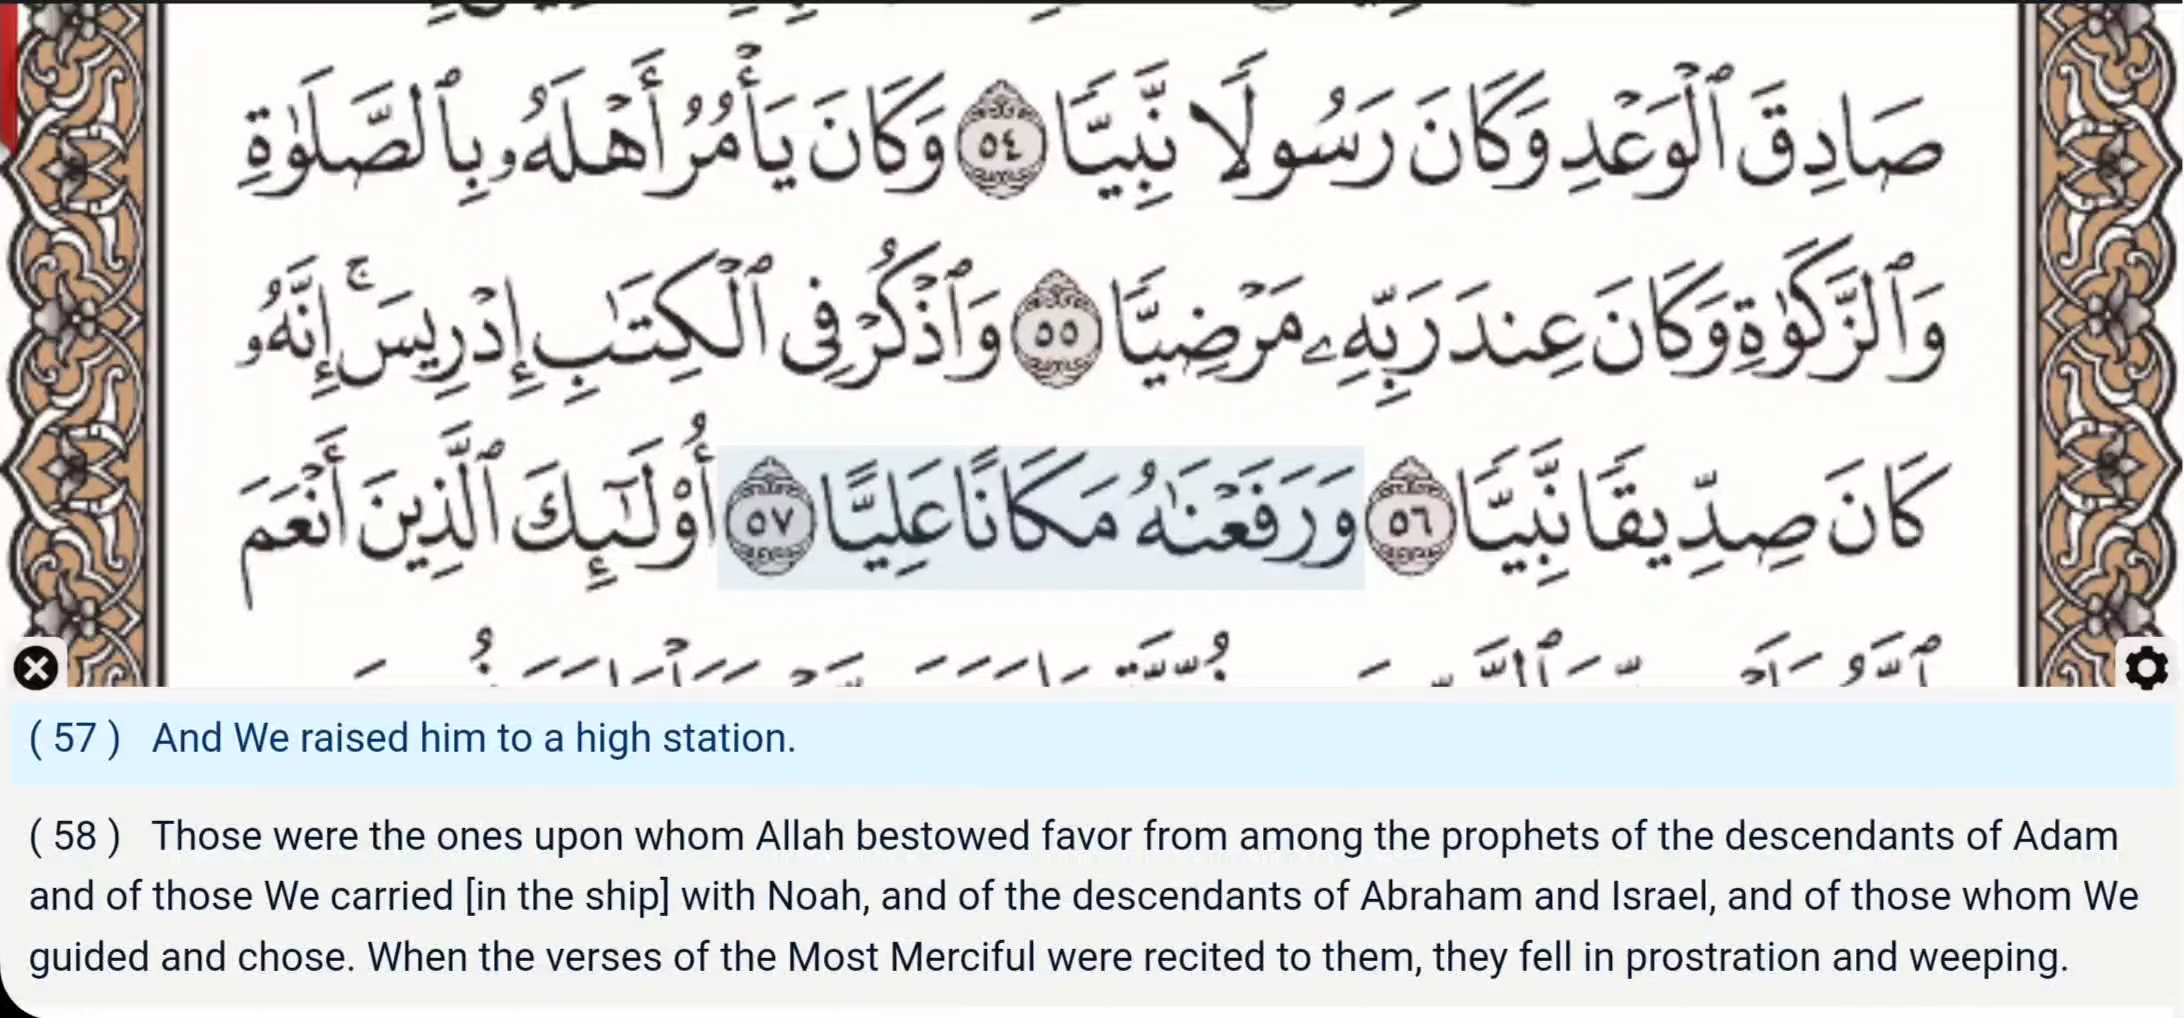 صَادِقَ ٱلْوَعْدِ وَكَانَ رَسُولًا نَّبِيًّا ٥٤ وَكَانَ يَأْمُرُ أَهْلَهُۥ بِٱلصَّلَوٰةِ
وَٱلزَّكَوٰةِ وَكَانَ عِندَ رَبِّهِۦ مَرْضِيًّا ٥٥ وَٱذْكُرْ فِى ٱلْكِتَـٰبِ إِدْرِيسَ ۚ إِنَّهُۥ
كَانَ صِدِّيقًا نَّبِيًّا ٥٦ وَرَفَعْنَـٰهُ مَكَانًا عَلِيًّا ٥٧ أُو۟لَـٰٓئِكَ ٱلَّذِينَ أَنْعَمَ
( 57 ) And We raised him to a high station.
( 58 ) Those were the ones upon whom Allah bestowed favor from among the prophets of the descendants of Adam
and of those We carried [in the ship] with Noah, and of the descendants of Abraham and Israel, and of those whom We
guided and chose. When the verses of the Most Merciful were recited to them, they fell in prostration and weeping.